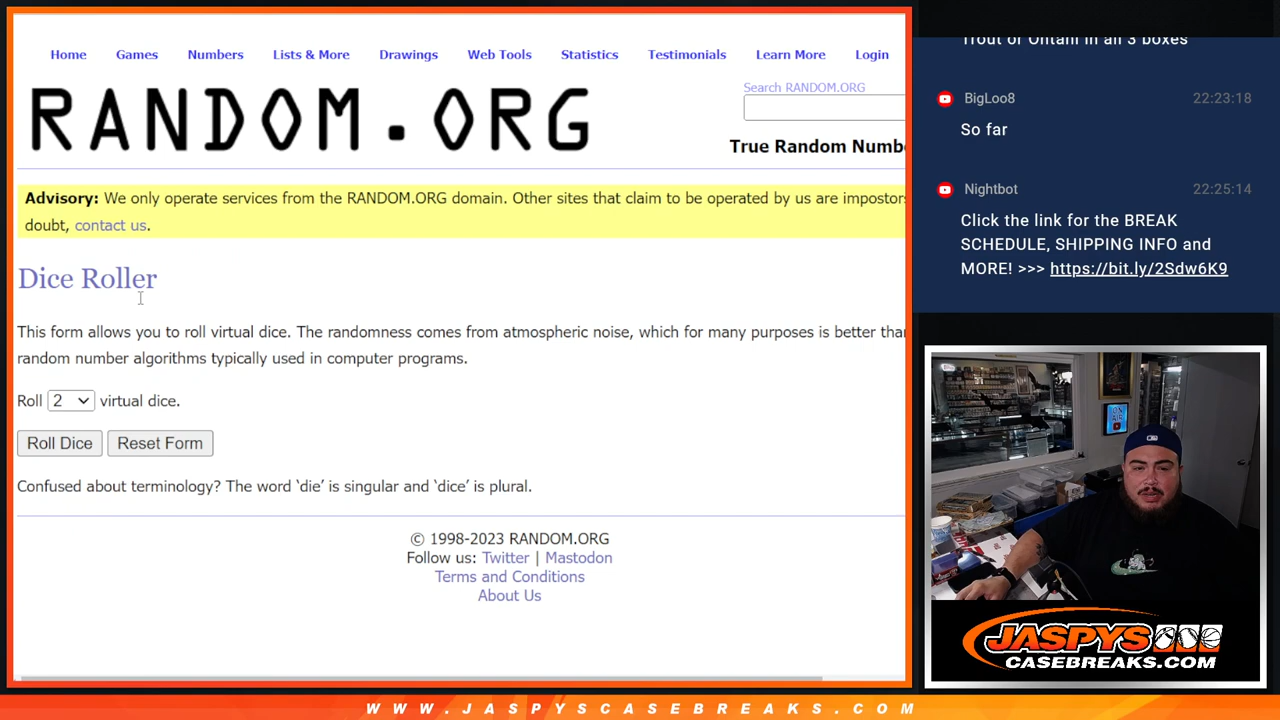 Home Games Numbers Lists & More Drawings Web Tools Statistics Testimonials Learn More Login
RANDOM.ORG
Search RANDOM.ORG
True Random Numb
Advisory: We only operate services from the RANDOM.ORG domain. Other sites that claim to be operated by us are impostors
doubt, contact us.
Dice Roller
This form allows you to roll virtual dice. The randomness comes from atmospheric noise, which for many purposes is better than
random number algorithms typically used in computer programs.
Roll 2 virtual dice.
Roll Dice Reset Form
Confused about terminology? The word ‘die’ is singular and ‘dice’ is plural.
© 1998-2023 RANDOM.ORG
Follow us: Twitter | Mastodon
Terms and Conditions
About Us
Trout or Ohtani in all 3 boxes
BigLoo8 22:23:18
So far
Nightbot 22:25:14
Click the link for the BREAK
SCHEDULE, SHIPPING INFO and
MORE! >>> https://bit.ly/2Sdw6K9
ON
AIR
JASPYS
CASEBREAKS.COM
WWW.JASPYSCASEBREAKS.COM